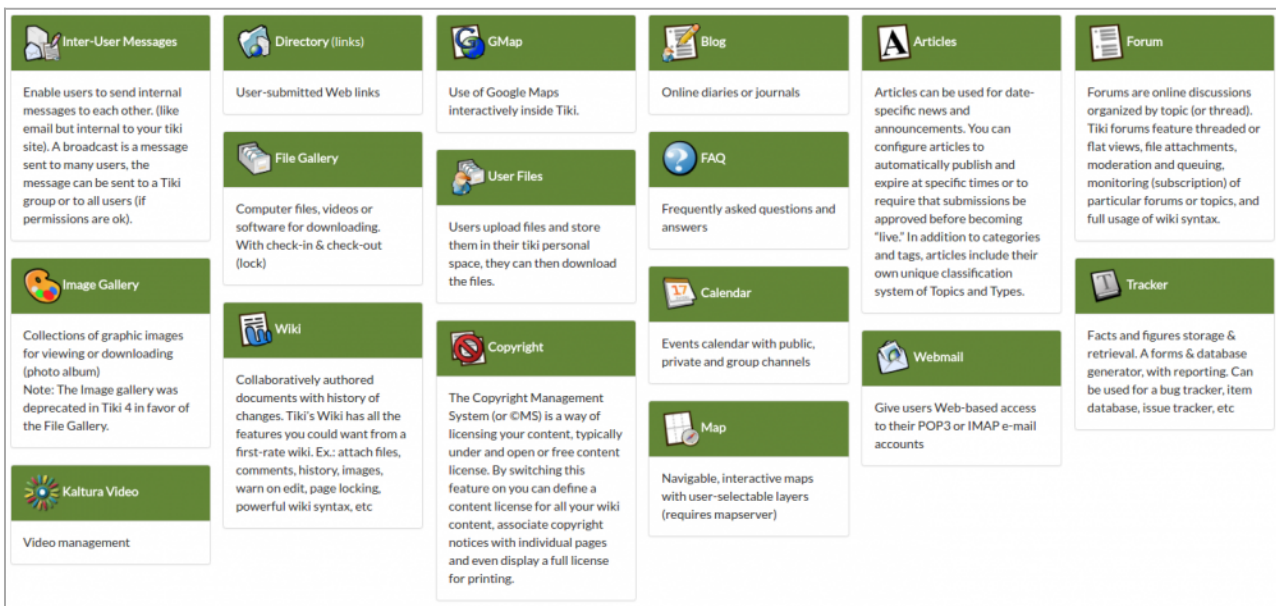 Inter-User Messages
Enable users to send internal
messages to each other. (like
email but internal to your tiki
site). A broadcast is a message
sent to many users, the
message can be sent to a Tiki
group or to all users (if
permissions are ok).
Image Gallery
Collections of graphic images
for viewing or downloading
(photo album)
Note: The Image gallery was
deprecated in Tiki 4 in favor of
the File Gallery.
Kaltura Video
Video management
Directory (links)
User-submitted Web links
File Gallery
Computer files, videos or
software for downloading.
With check-in & check-out
(lock)
Wiki
Collaboratively authored
documents with history of
changes. Tiki's Wiki has all the
features you could want from a
first-rate wiki. Ex.: attach files,
comments, history, images,
warn on edit, page locking,
powerful wiki syntax, etc
GMap
Use of Google Maps
interactively inside Tiki.
User Files
Users upload files and store
them in their tiki personal
space, they can then download
the files.
Copyright
The Copyright Management
System (or ©MS) is a way of
licensing your content, typically
under and open or free content
license. By switching this
feature on you can define a
content license for all your wiki
content, associate copyright
notices with individual pages
and even display a full license
for printing.
Blog
Online diaries or journals
FAQ
Frequently asked questions and
answers
17
Calendar
Events calendar with public,
private and group channels
Map
Navigable, interactive maps
with user-selectable layers
(requires mapserver)
A
Articles
Articles can be used for date-
specific news and
announcements. You can
configure articles to
automatically publish and
expire at specific times or to
require that submissions be
approved before becoming
"live." In addition to categories
and tags, articles include their
own unique classification
system of Topics and Types.
Webmail
Give users Web-based access
to their POP3 or IMAP e-mail
accounts
Forum
Forums are online discussions
organized by topic (or thread).
Tiki forums feature threaded or
flat views, file attachments,
moderation and queuing,
monitoring (subscription) of
particular forums or topics, and
full usage of wiki syntax.
Tracker
Facts and figures storage &
retrieval. A forms & database
generator, with reporting. Can
be used for a bug tracker, item
database, issue tracker, etc